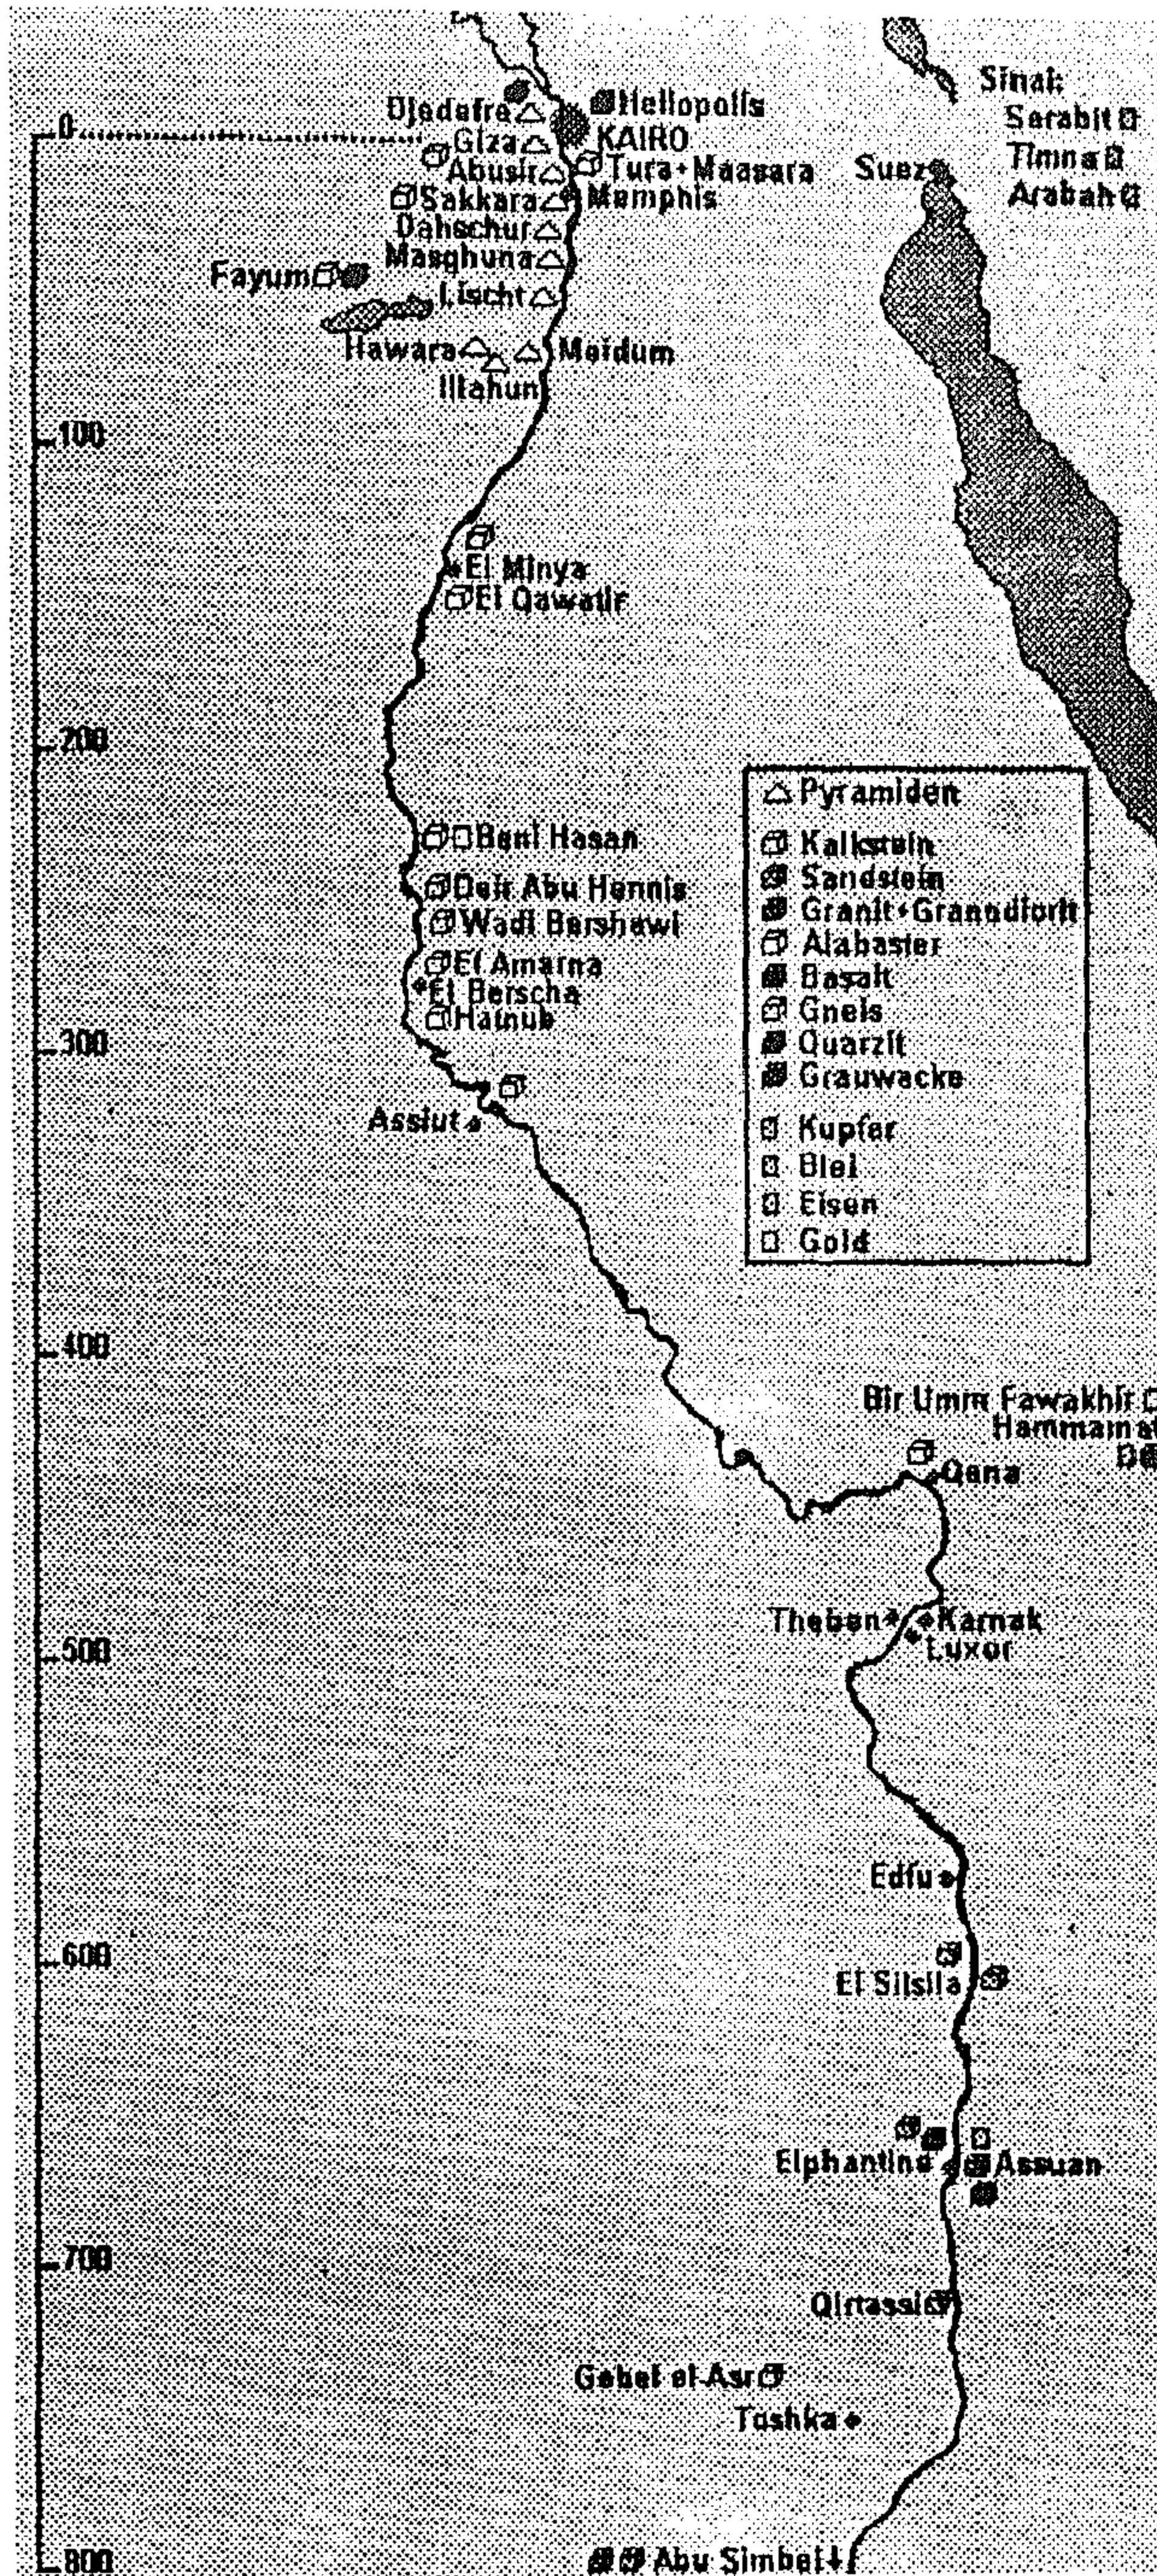 Sinai:
Djedefre
Heliopolis
Sarabit
0
Giza
KAIRO
Timna
Abusir
Tura+Maasara
Suez
Sakkara
Memphis
Arabah
Dahschur
Masghuna
Fayum
Lischt
Hawara
Meidum
Illahun
100
El Minya
El Qawatir
200
Pyramiden
Beni Hasan
Kalkstein
Sandstein
Deir Abu Hennis
Granit+Granodiorit
Wadi Bershawi
Alabaster
El Amarna
Basalt
El Berscha
Gneis
Hatnub
Quarzit
300
Grauwacke
Assiut
Kupfer
Blei
Eisen
Gold
400
Bir Umm Fawakhir
Hammamat
Qena
Theben
Karnak
Luxor
500
Edfu
600
El Silsila
Elphantine
Assuan
700
Qirtassi
Gebel el-Asr
Toshka
800
Abu Simbel